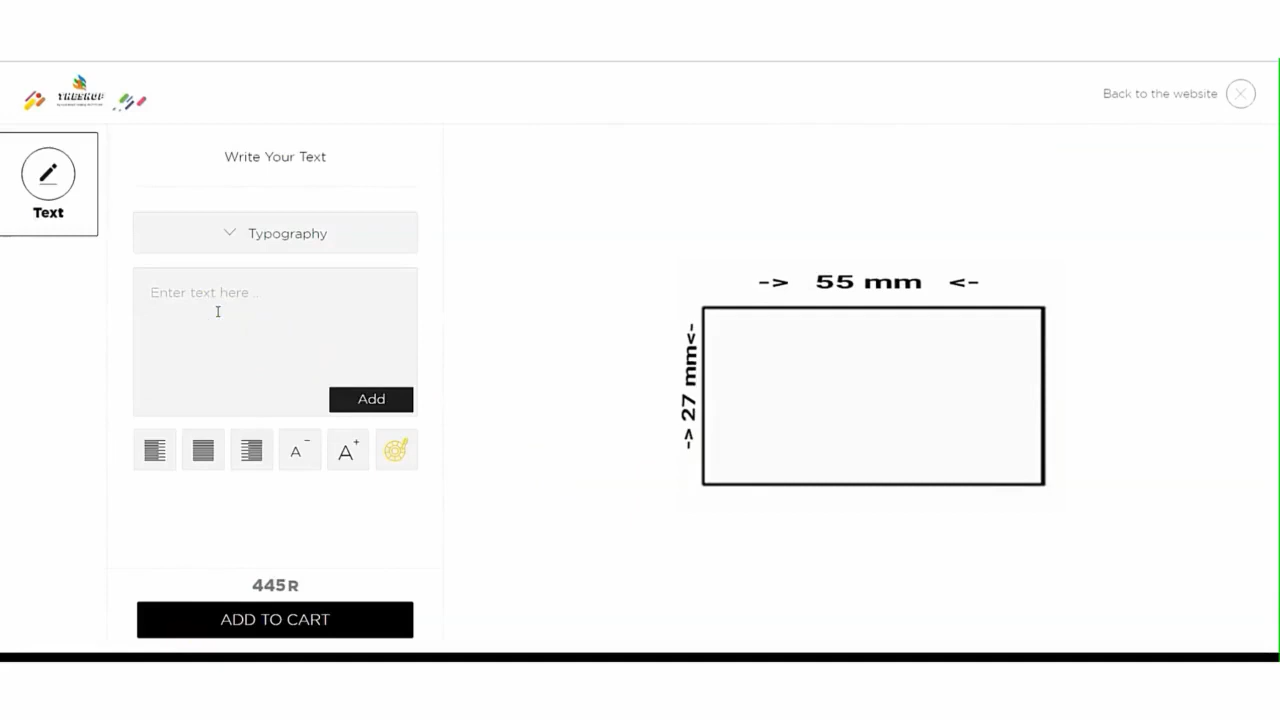 Back to the website
Text
Write Your Text
Typography
Enter text here ..
Add
A-
A+
445R
ADD TO CART
-> 55 mm <-
-> 27 mm<-